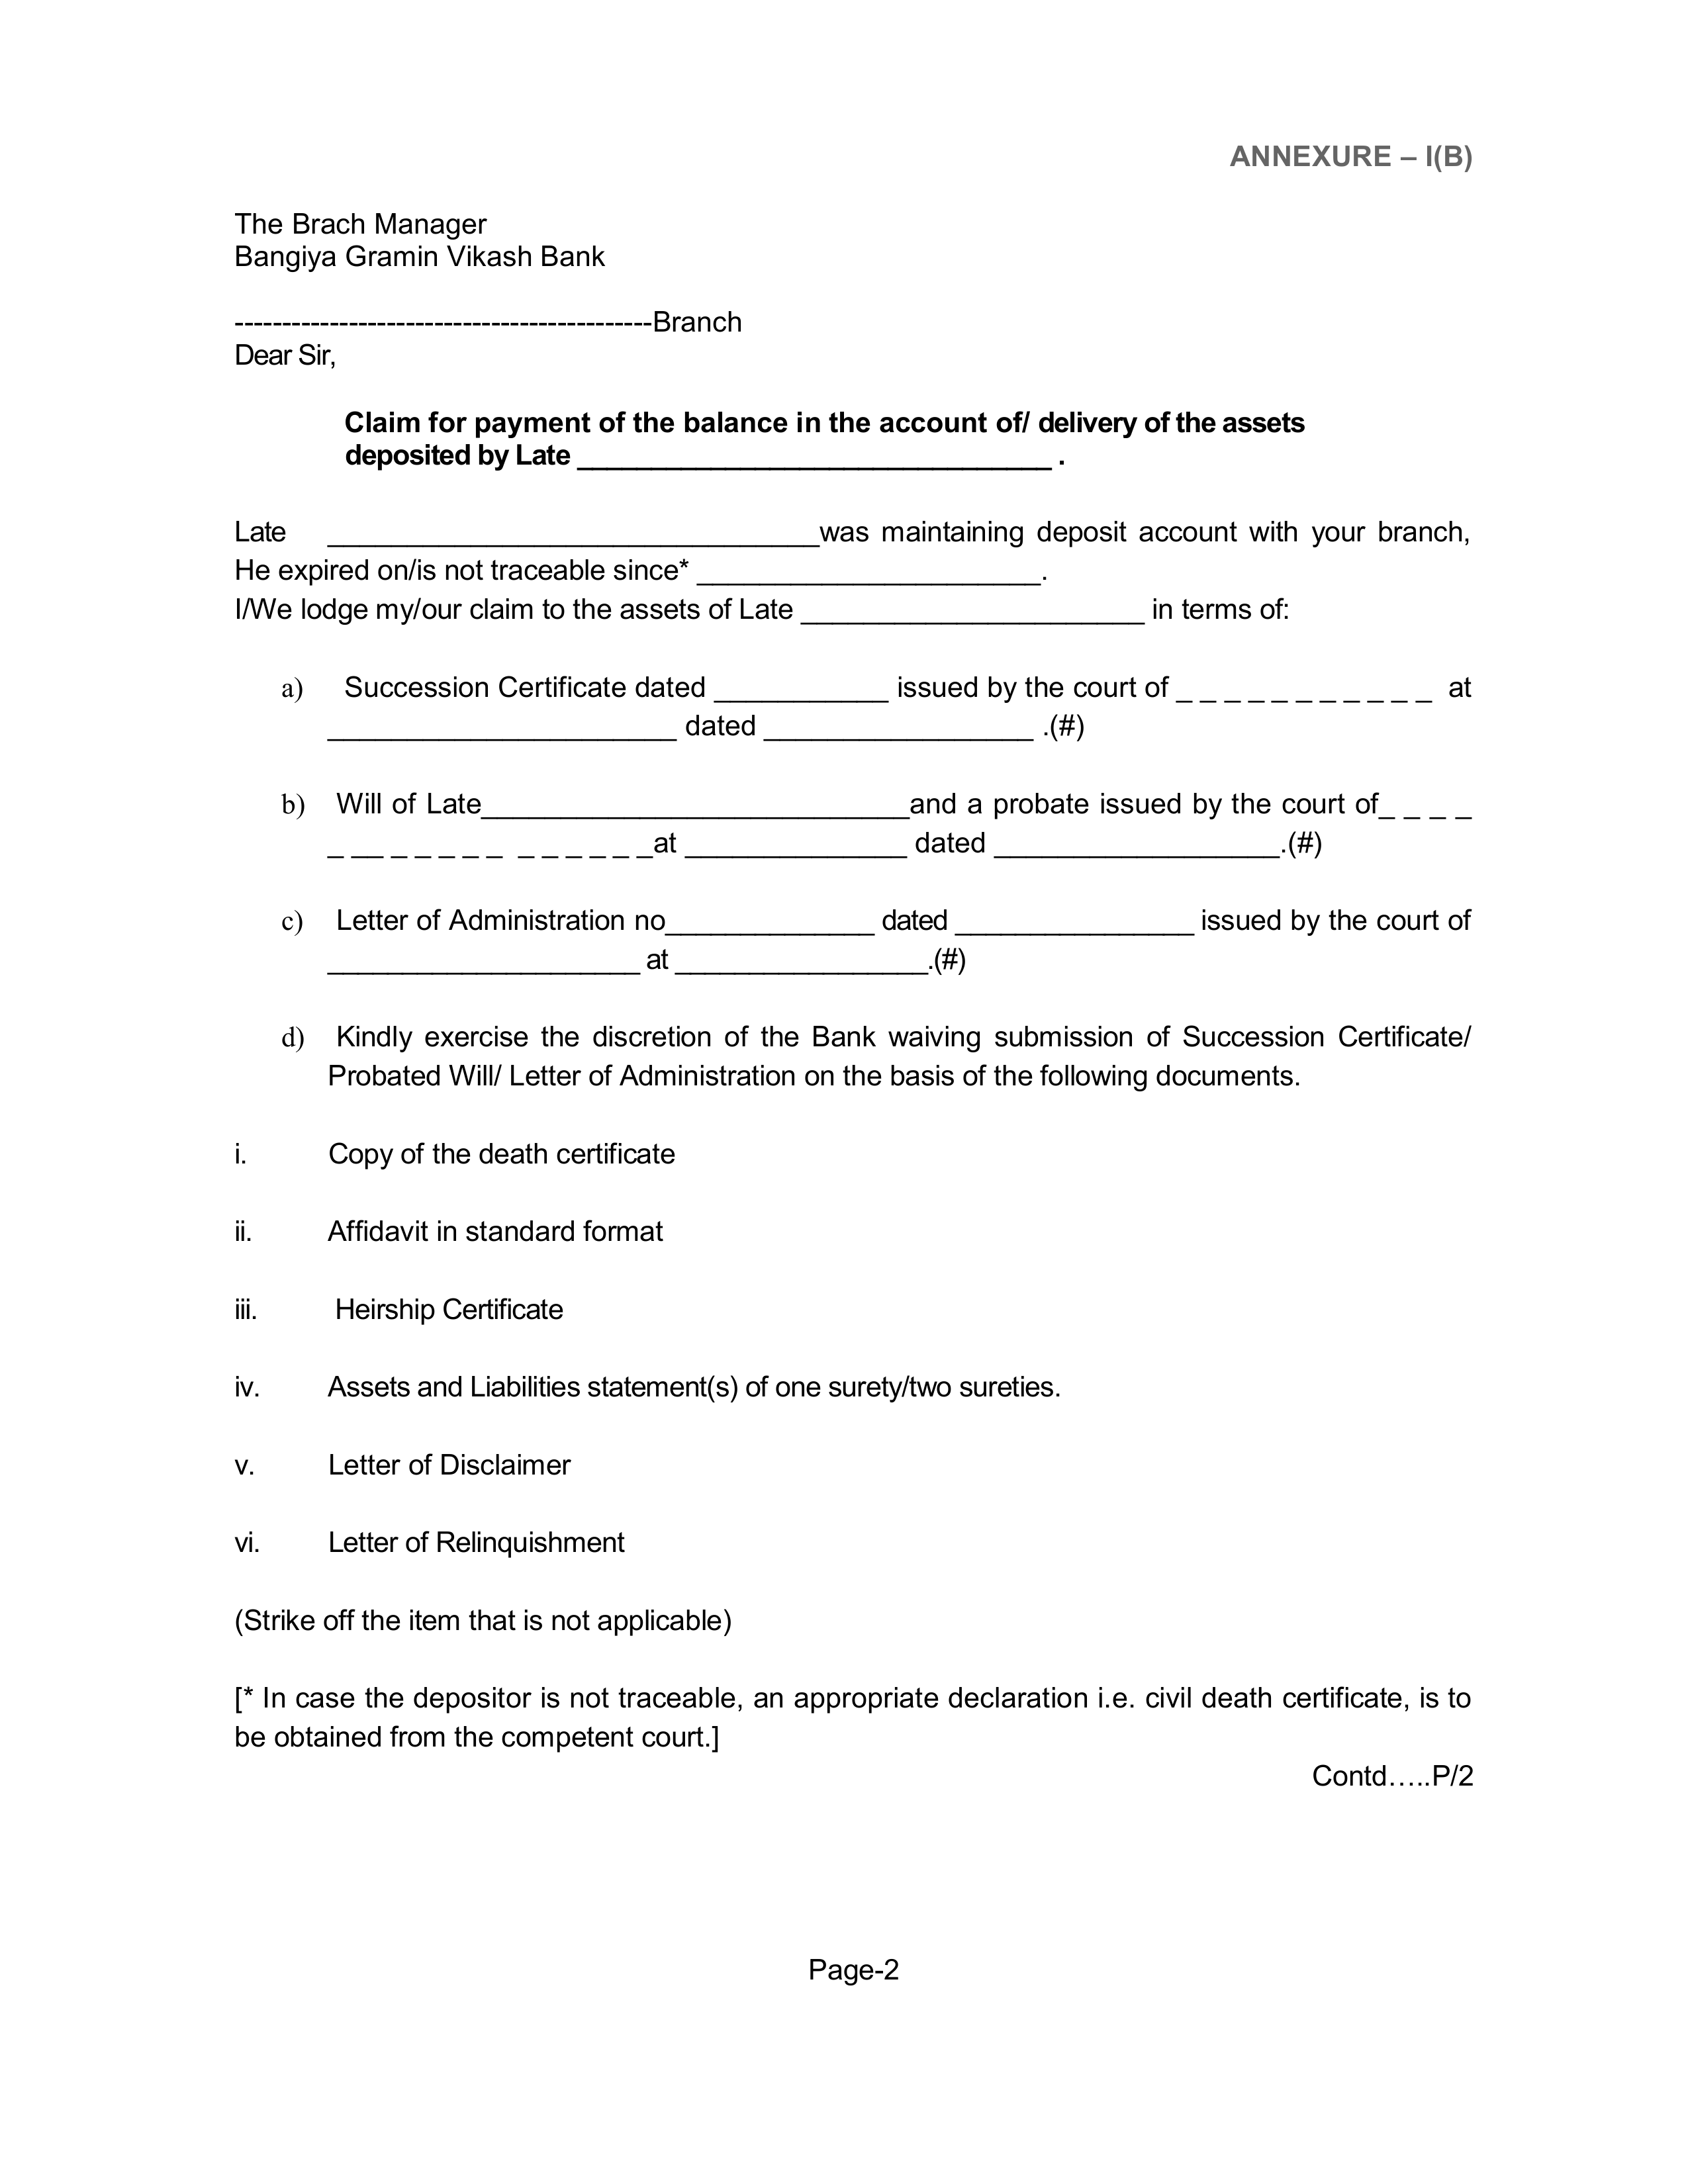 ANNEXURE – I(B)
The Brach Manager
Bangiya Gramin Vikash Bank
--------------------------------------------Branch
Dear Sir,
Claim for payment of the balance in the account of/ delivery of the assets
deposited by Late ______________________________ .
Late _______________________________was maintaining deposit account with your branch,
He expired on/is not traceable since* ______________________.
I/We lodge my/our claim to the assets of Late ______________________ in terms of:
a) Succession Certificate dated ___________ issued by the court of _ _ _ _ _ _ _ _ _ _ _ at
______________________ dated _________________ .(#)
b) Will of Late___________________________and a probate issued by the court of_ _ _ _
_ __ _ _ _ _ _ _ _ _ _ _ _ _at ______________ dated __________________.(#)
c) Letter of Administration no_____________ dated _______________ issued by the court of
____________________ at ________________.(#)
d) Kindly exercise the discretion of the Bank waiving submission of Succession Certificate/
Probated Will/ Letter of Administration on the basis of the following documents.
i. Copy of the death certificate
ii. Affidavit in standard format
iii. Heirship Certificate
iv. Assets and Liabilities statement(s) of one surety/two sureties.
v. Letter of Disclaimer
vi. Letter of Relinquishment
(Strike off the item that is not applicable)
[* In case the depositor is not traceable, an appropriate declaration i.e. civil death certificate, is to
be obtained from the competent court.]
Contd…..P/2
Page-2